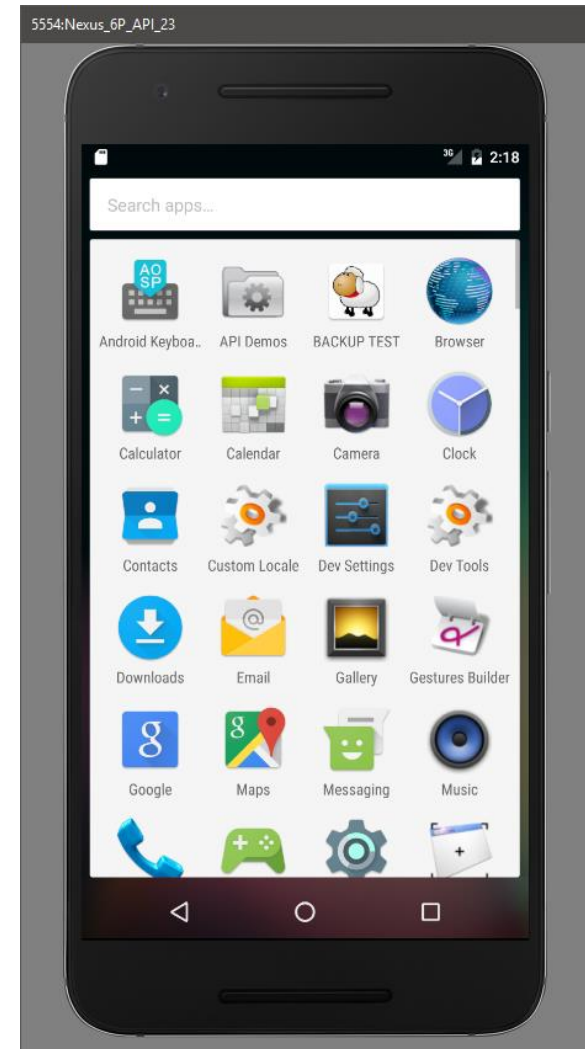 5554:Nexus_6P_API_23
3G 2:18
Search apps...
AO
SP
Android Keyboa.. API Demos BACKUP TEST Browser
Calculator Calendar Camera Clock
Contacts Custom Locale Dev Settings Dev Tools
@
Downloads Email Gallery Gestures Builder
g g
Google Maps Messaging Music